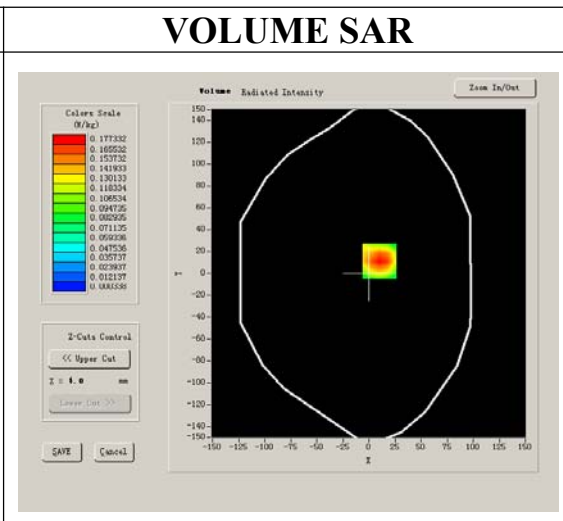 VOLUME SAR
Volume Radiated Intensity
Zoom In/Out
Colors Scale
(W/kg)
0.177332
0.165532
0.153732
0.141933
0.130133
0.118334
0.106534
0.094735
0.082935
0.071135
0.059336
0.047536
0.035737
0.023937
0.012137
0.000338
150
140
120
100
80
60
40
20
0
-20
-40
-60
-80
-100
-120
-140
-150
Y
-150 -125 -100 -75 -50 -25 0 25 50 75 100 125 150
X
Z-Cuts Control
<< Upper Cut
Z = 4.0 mm
Lower Cut >>
SAVE Cancel